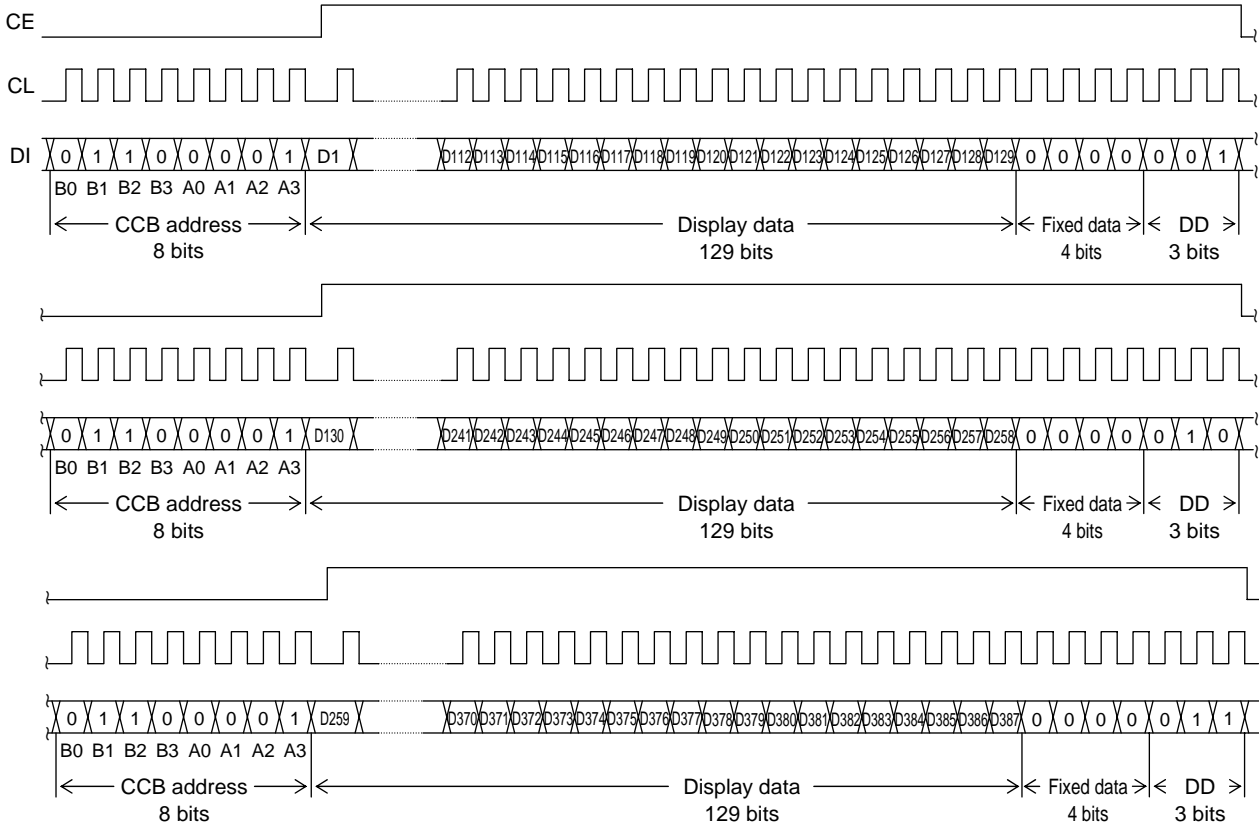 CE
CL
DI 0 1 1 0 0 0 0 1 D1 D112 D113 D114 D115 D116 D117 D118 D119 D120 D121 D122 D123 D124 D125 D126 D127 D128 D129 0 0 0 0 0 0 1
B0 B1 B2 B3 A0 A1 A2 A3
CCB address Display data Fixed data DD
8 bits 129 bits 4 bits 3 bits
0 1 1 0 0 0 0 1 D130 D241 D242 D243 D244 D245 D246 D247 D248 D249 D250 D251 D252 D253 D254 D255 D256 D257 D258 0 0 0 0 0 1 0
B0 B1 B2 B3 A0 A1 A2 A3
CCB address Display data Fixed data DD
8 bits 129 bits 4 bits 3 bits
0 1 1 0 0 0 0 1 D259 D370 D371 D372 D373 D374 D375 D376 D377 D378 D379 D380 D381 D382 D383 D384 D385 D386 D387 0 0 0 0 0 1 1
B0 B1 B2 B3 A0 A1 A2 A3
CCB address Display data Fixed data DD
8 bits 129 bits 4 bits 3 bits